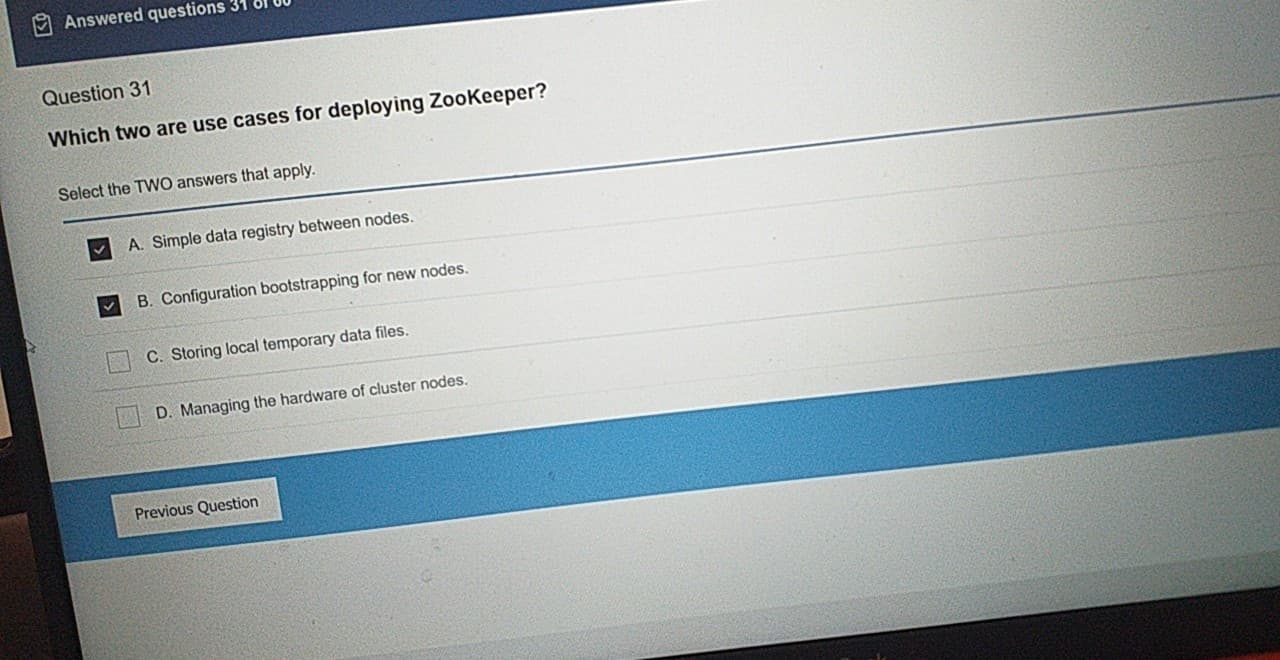 Answered questions 31 of 60
Question 31
Which two are use cases for deploying ZooKeeper?
Select the TWO answers that apply.
A. Simple data registry between nodes.
B. Configuration bootstrapping for new nodes.
C. Storing local temporary data files.
D. Managing the hardware of cluster nodes.
Previous Question